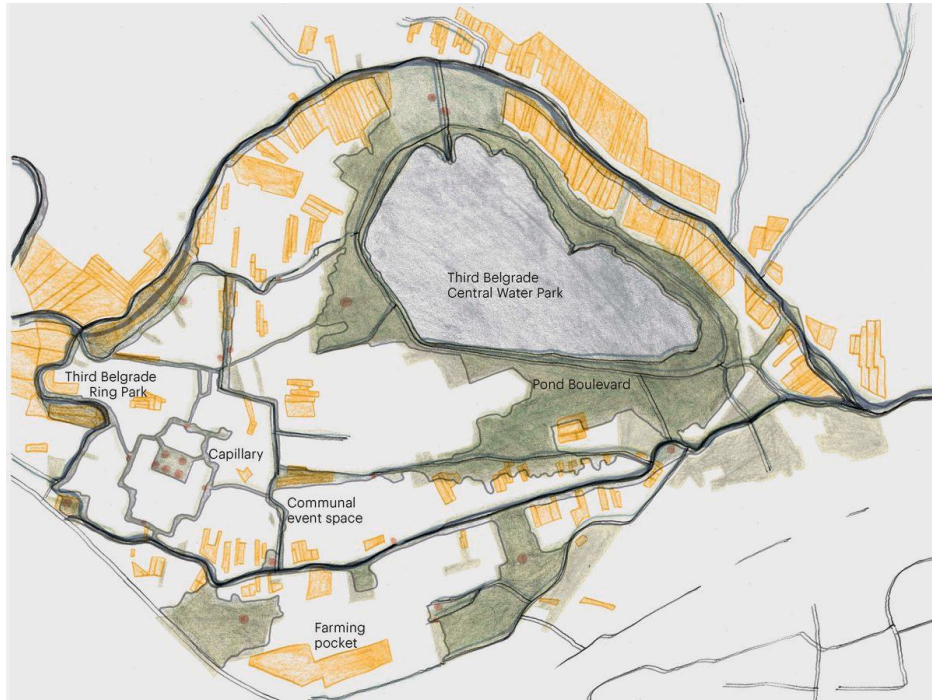 Third Belgrade
Central Water Park
Third Belgrade
Ring Park
Pond Boulevard
Capillary
Communal
event space
Farming
pocket